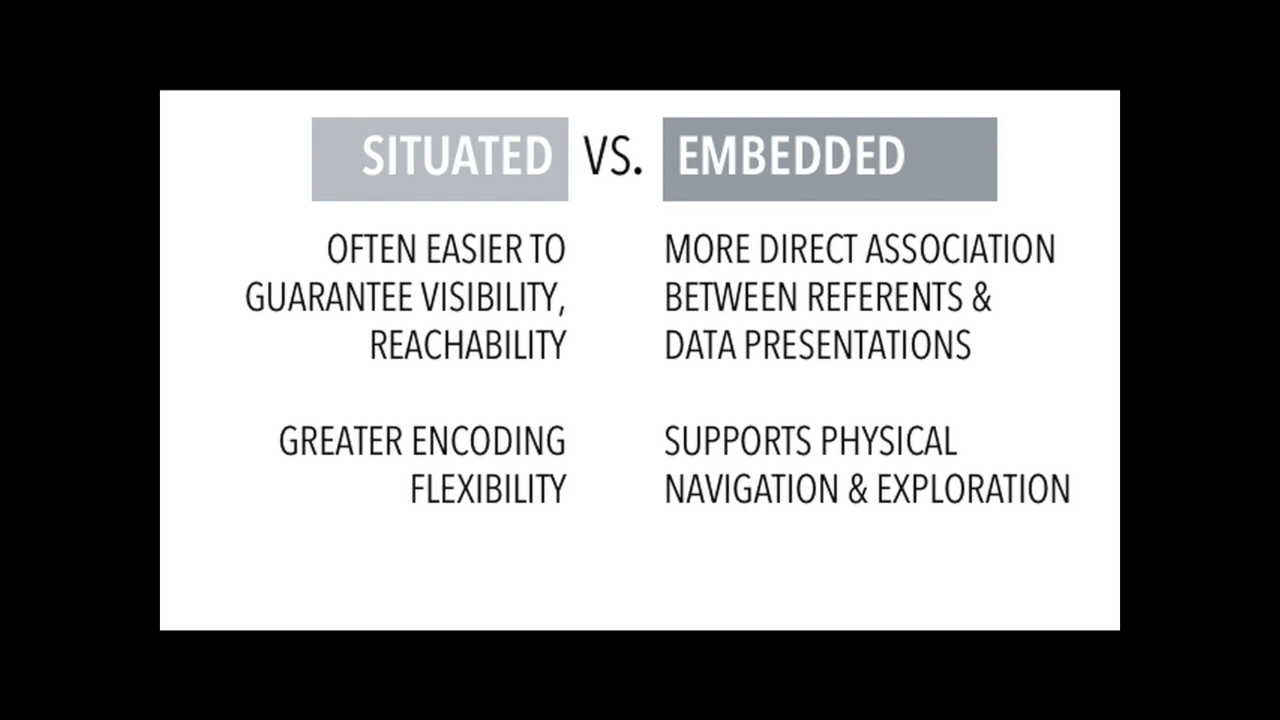 SITUATED VS. EMBEDDED
OFTEN EASIER TO
GUARANTEE VISIBILITY,
REACHABILITY
GREATER ENCODING
FLEXIBILITY
MORE DIRECT ASSOCIATION
BETWEEN REFERENTS &
DATA PRESENTATIONS
SUPPORTS PHYSICAL
NAVIGATION & EXPLORATION